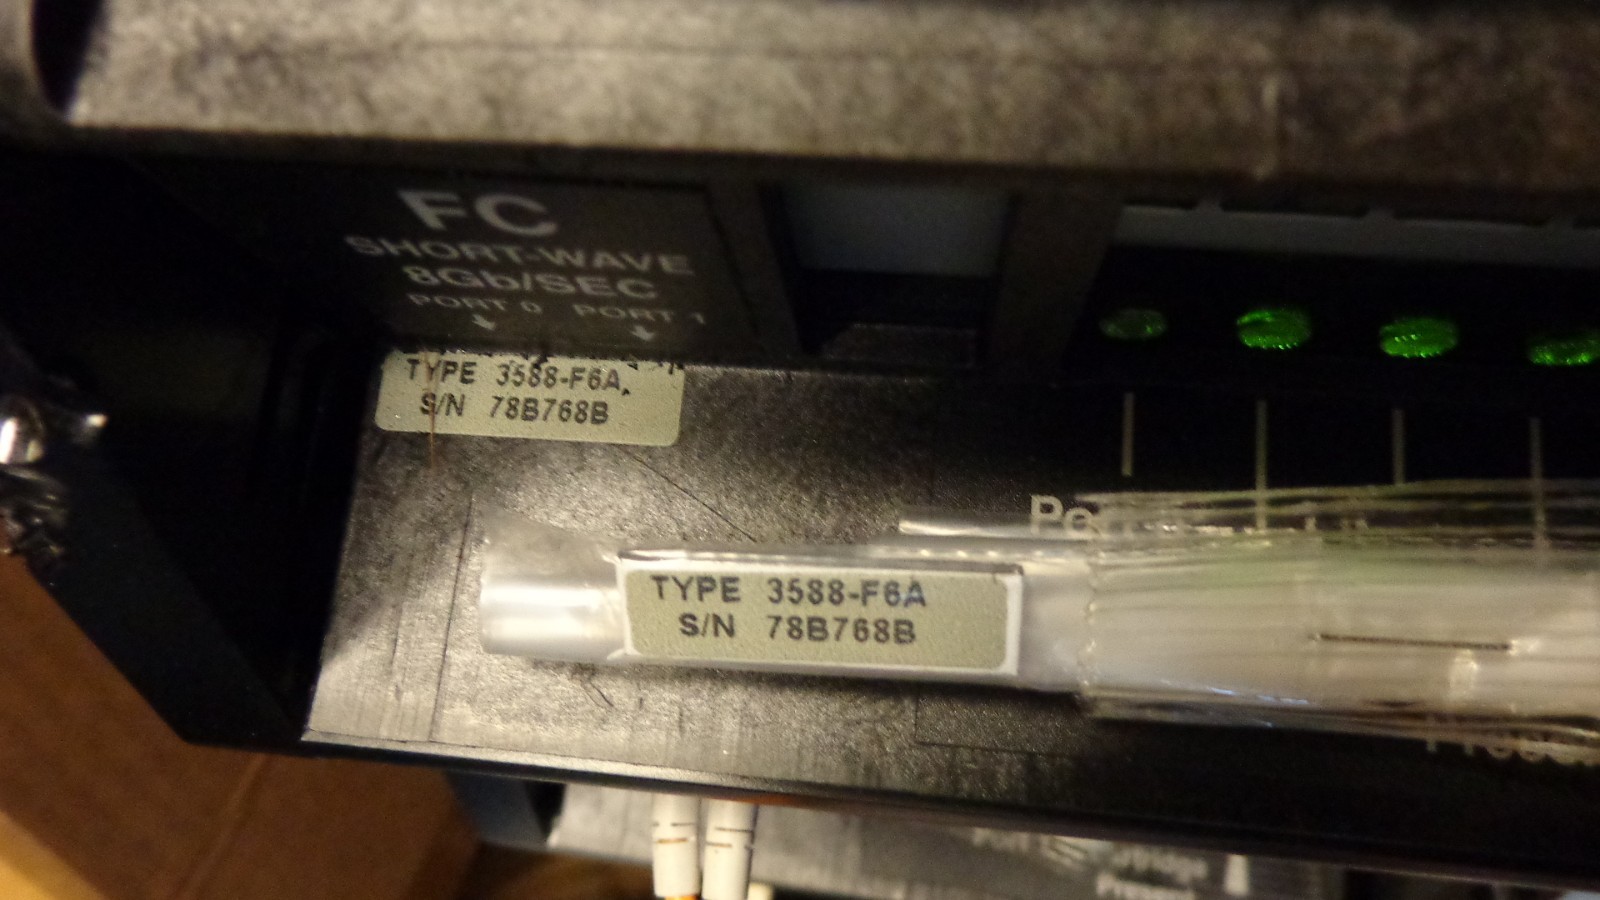 FC
SHORT-WAVE
8Gb/SEC
PORT 0 PORT 1
TYPE 3588-F6A
S/N 78B768B
TYPE 3588-F6A
S/N 78B768B